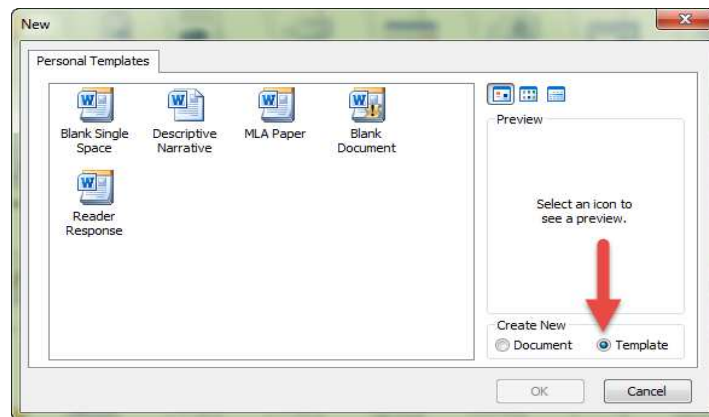 New
Personal Templates
Blank Single
Space
Descriptive
Narrative
MLA Paper
Blank
Document
Reader
Response
Preview
Select an icon to
see a preview.
Create New
Document
Template
OK
Cancel